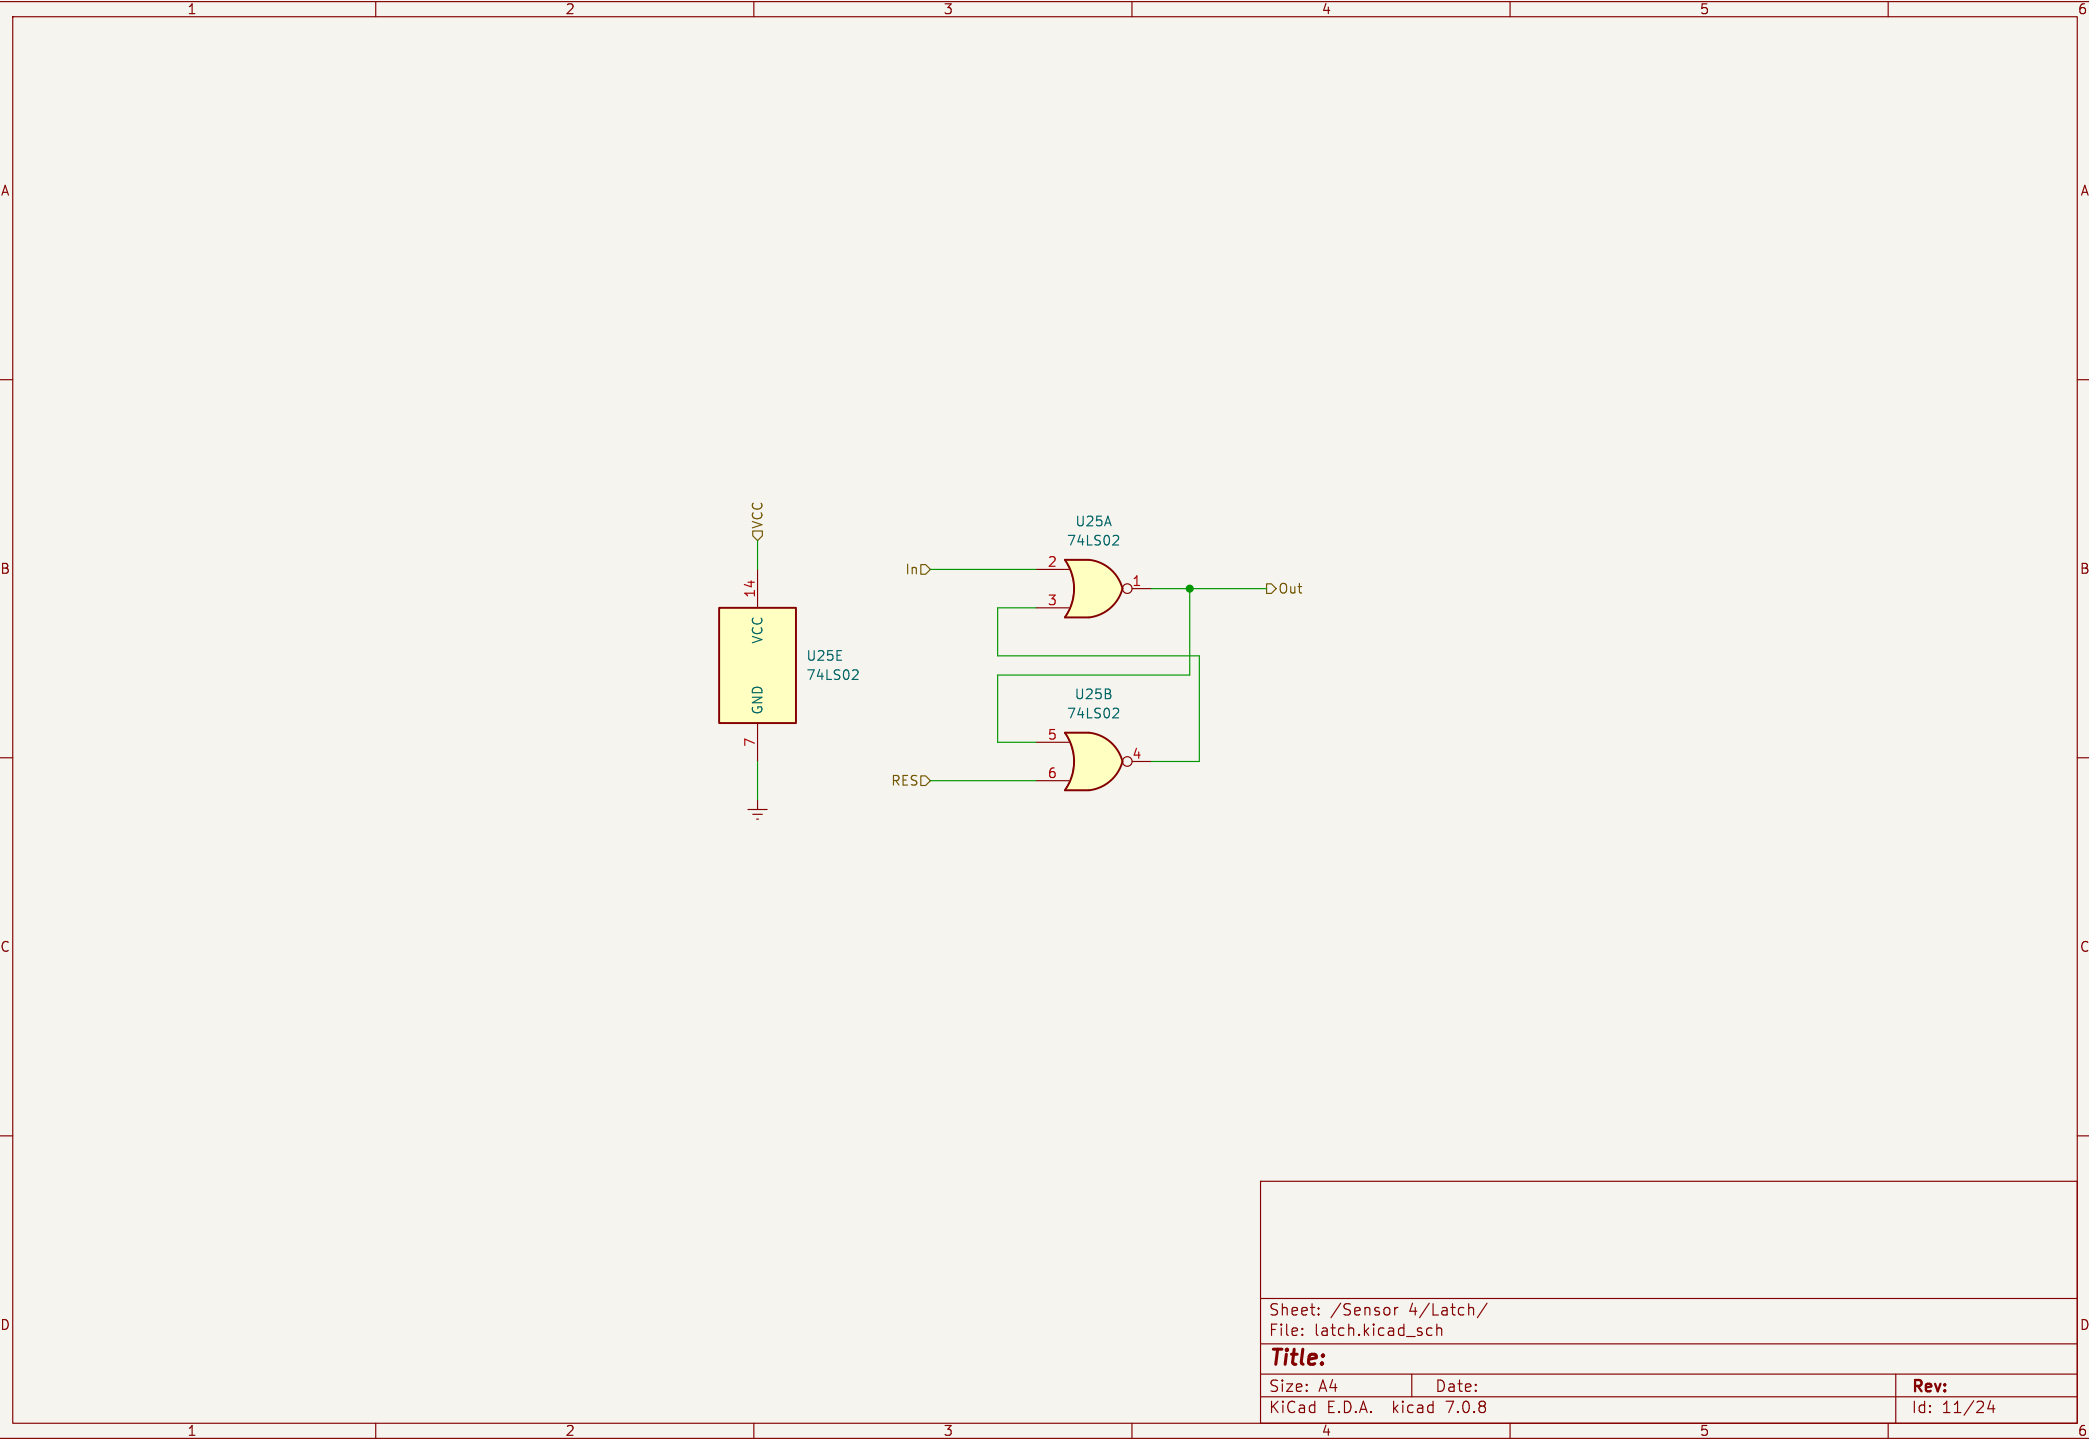 1 2 3 4 5 6
A A
VCC
U25A
74LS02
B B
In 2
14 1 Out
3
VCC
U25E
74LS02
GND
U25B
74LS02
7 5
4
RES 6
C C
Sheet: /Sensor 4/Latch/
File: latch.kicad_sch
D D
Title:
Size: A4 Date: Rev:
KiCad E.D.A. kicad 7.0.8 Id: 11/24
1 2 3 4 5 6